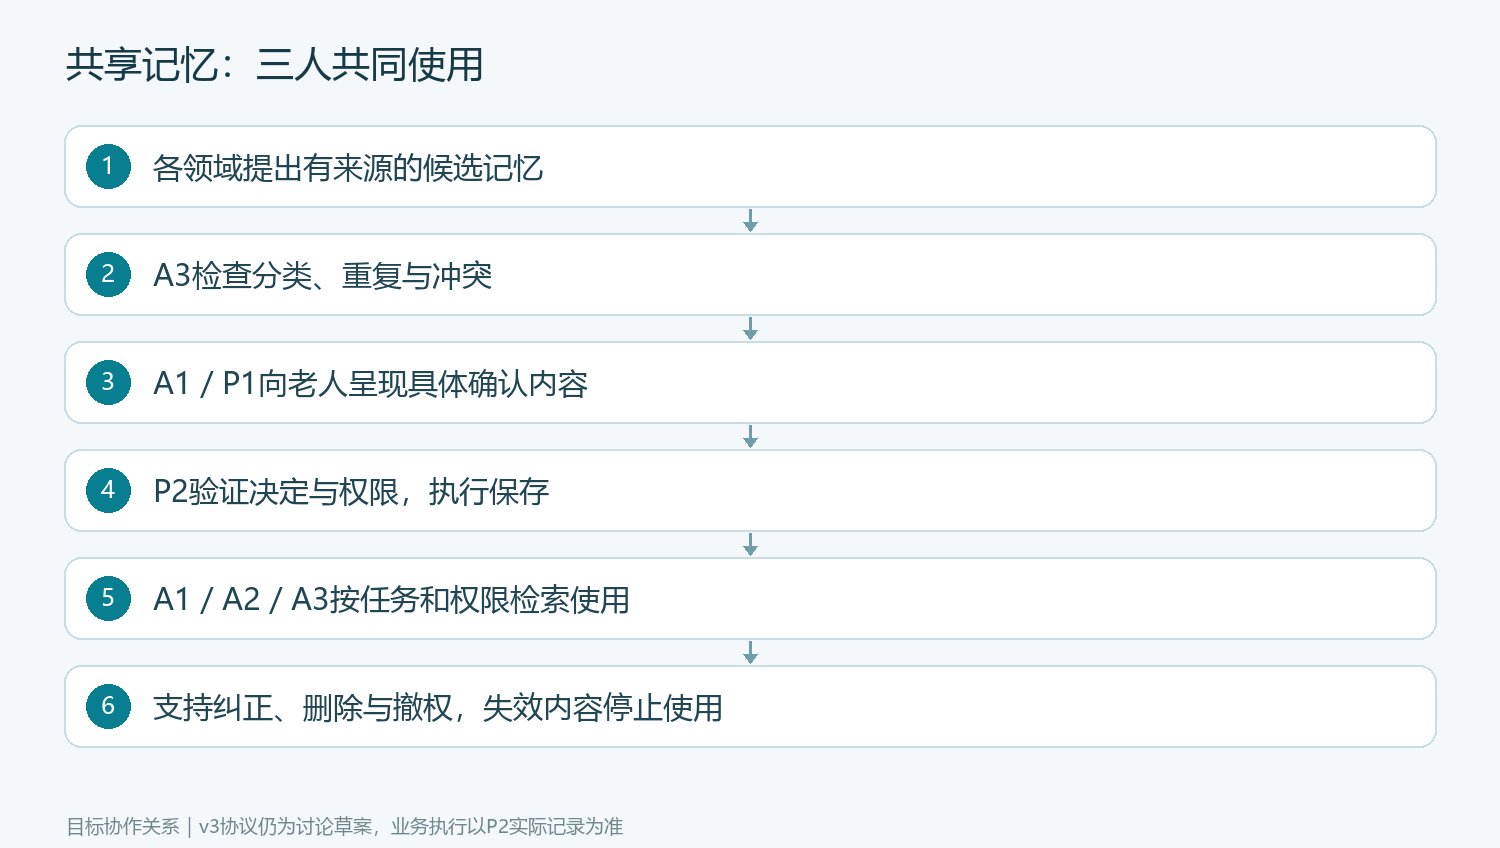 共享记忆：三人共同使用
1 各领域提出有来源的候选记忆
2 A3检查分类、重复与冲突
3 A1 / P1向老人呈现具体确认内容
4 P2验证决定与权限，执行保存
5 A1 / A2 / A3按任务和权限检索使用
6 支持纠正、删除与撤权，失效内容停止使用
目标协作关系｜v3协议仍为讨论草案，业务执行以P2实际记录为准